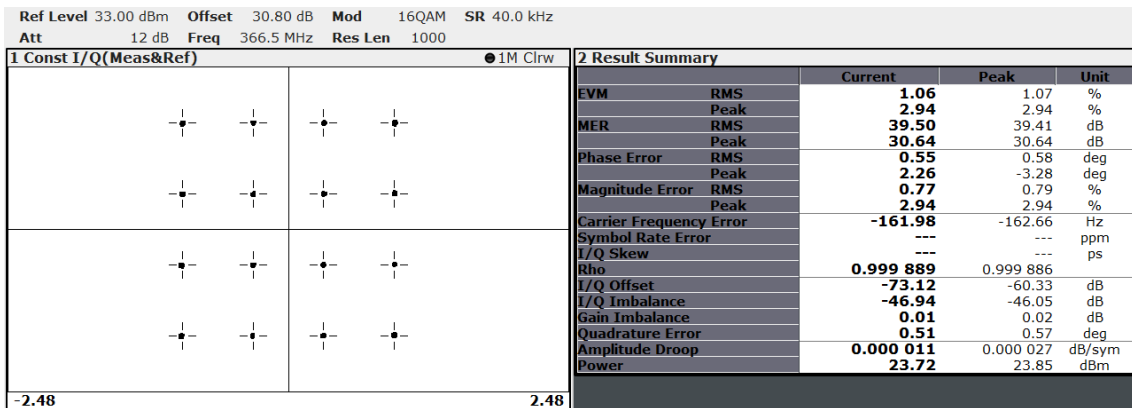 Ref Level 33.00 dBm Offset 30.80 dB Mod 16QAM SR 40.0 kHz
Att 12 dB Freq 366.5 MHz Res Len 1000
1 Const I/Q(Meas&Ref) 1M Clrw
-2.48 2.48
2 Result Summary
Current Peak Unit
EVM RMS 1.06 1.07 %
Peak 2.94 2.94 %
MER RMS 39.50 39.41 dB
Peak 30.64 30.64 dB
Phase Error RMS 0.55 0.58 deg
Peak 2.26 -3.28 deg
Magnitude Error RMS 0.77 0.79 %
Peak 2.94 2.94 %
Carrier Frequency Error -161.98 -162.66 Hz
Symbol Rate Error --- --- ppm
I/Q Skew --- --- ps
Rho 0.999 889 0.999 886
I/Q Offset -73.12 -60.33 dB
I/Q Imbalance -46.94 -46.05 dB
Gain Imbalance 0.01 0.02 dB
Quadrature Error 0.51 0.57 deg
Amplitude Droop 0.000 011 0.000 027 dB/sym
Power 23.72 23.85 dBm